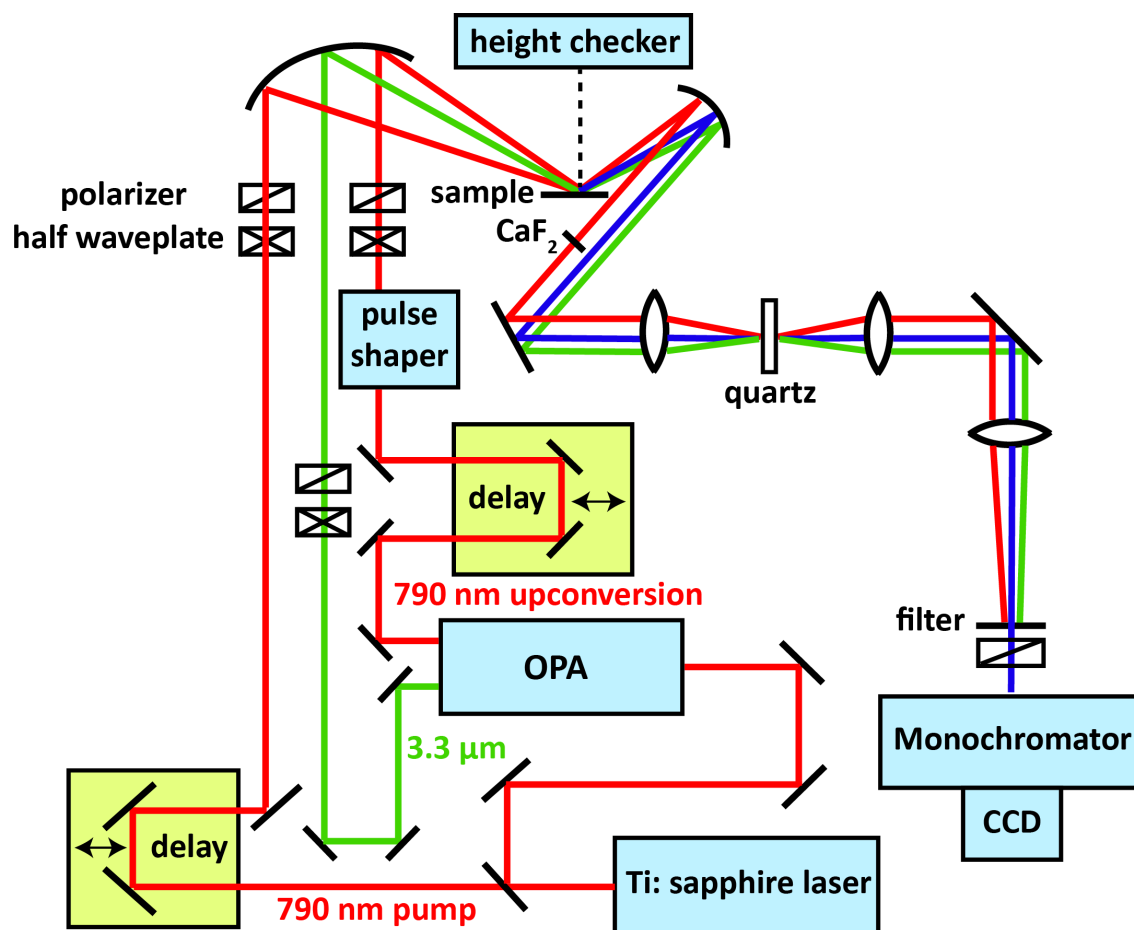 height checker
polarizer
half waveplate
sample
CaF₂
pulse
shaper
quartz
delay
790 nm upconversion
filter
OPA
3.3 μm
Monochromator
CCD
delay
Ti: sapphire laser
790 nm pump